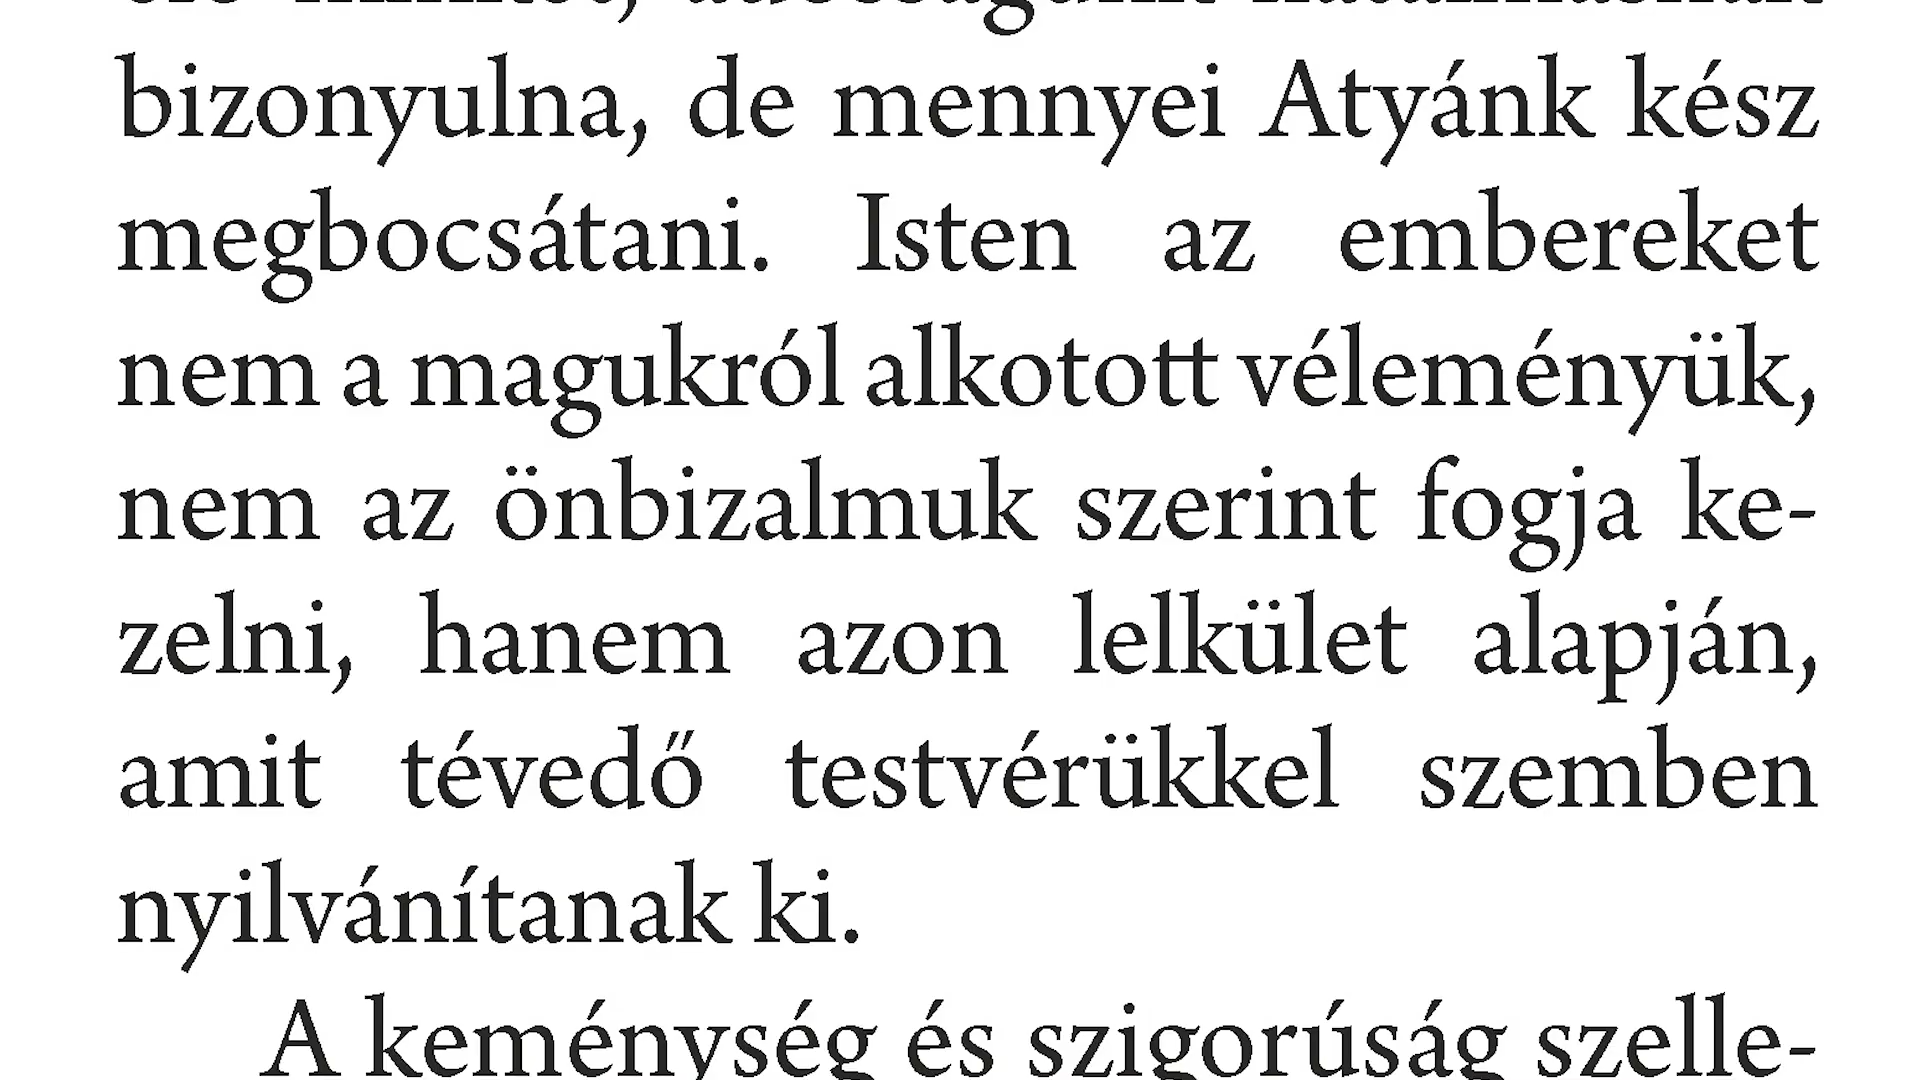 bizonyulna, de mennyei Atyánk kész
megbocsátani. Isten az embereket
nem a magukról alkotott véleményük,
nem az önbizalmuk szerint fogja ke-
zelni, hanem azon lelkület alapján,
amit tévedő testvérükkel szemben
nyilvánítanak ki.
A keménység és szigorúság szelle-